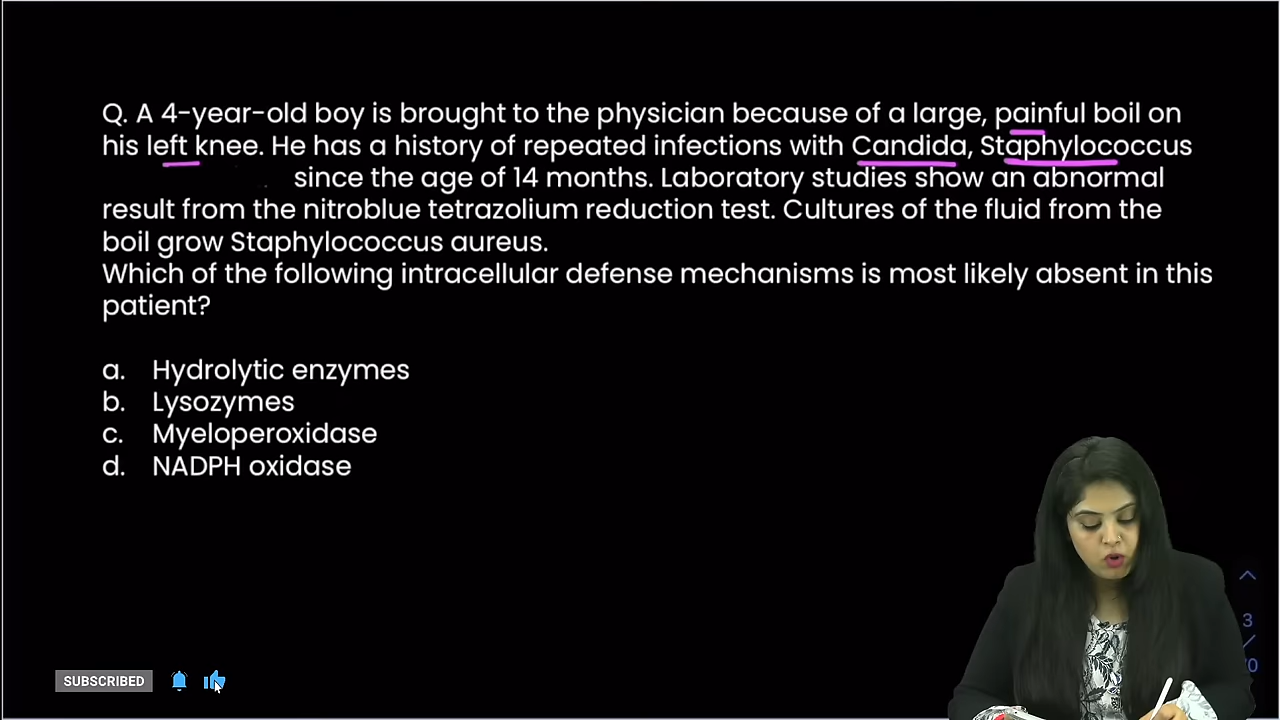 Q. A 4-year-old boy is brought to the physician because of a large, painful boil on
his left knee. He has a history of repeated infections with Candida, Staphylococcus
since the age of 14 months. Laboratory studies show an abnormal
result from the nitroblue tetrazolium reduction test. Cultures of the fluid from the
boil grow Staphylococcus aureus.
Which of the following intracellular defense mechanisms is most likely absent in this
patient?
a. Hydrolytic enzymes
b. Lysozymes
c. Myeloperoxidase
d. NADPH oxidase
3
/
SUBSCRIBED